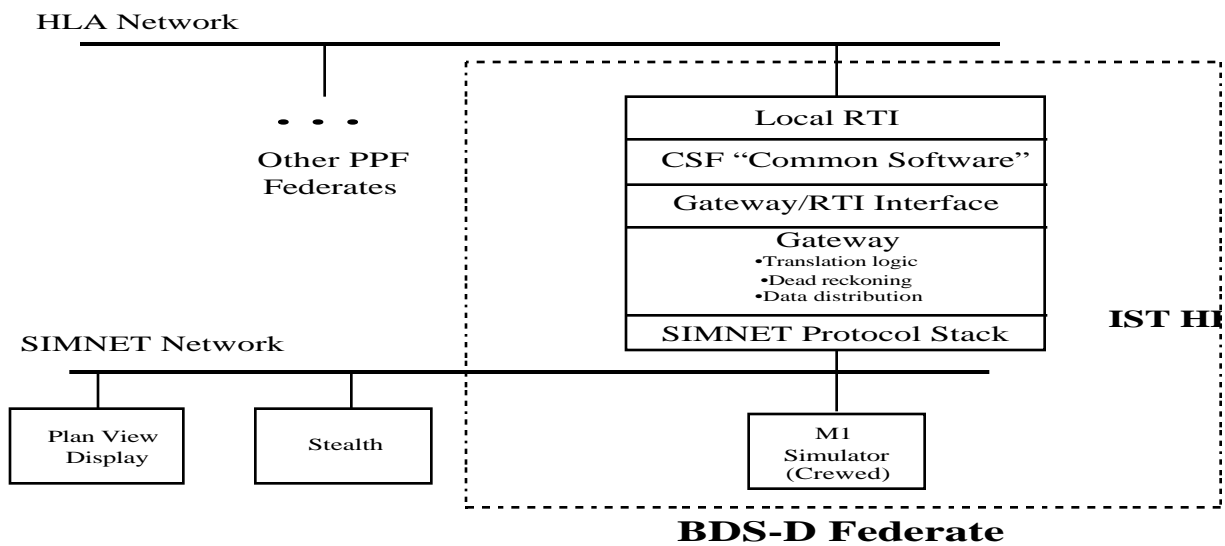 HLA Network
• • •
Other PPF
Federates
Local RTI
CSF “Common Software”
Gateway/RTI Interface
Gateway
•Translation logic
•Dead reckoning
•Data distribution
SIMNET Protocol Stack
IST
SIMNET Network
Plan View
Display
Stealth
M1
Simulator
(Crewed)
BDS-D Federate